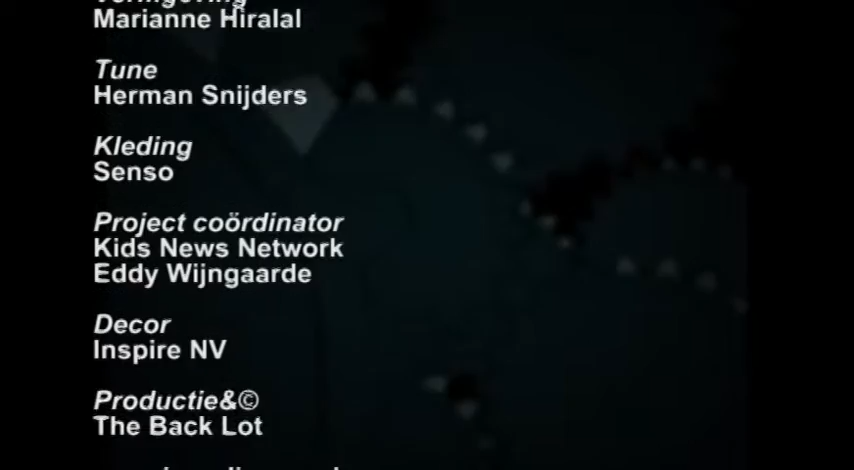 Marianne Hiralal
Tune
Herman Snijders
Kleding
Senso
Project coördinator
Kids News Network
Eddy Wijngaarde
Decor
Inspire NV
Productie&©
The Back Lot